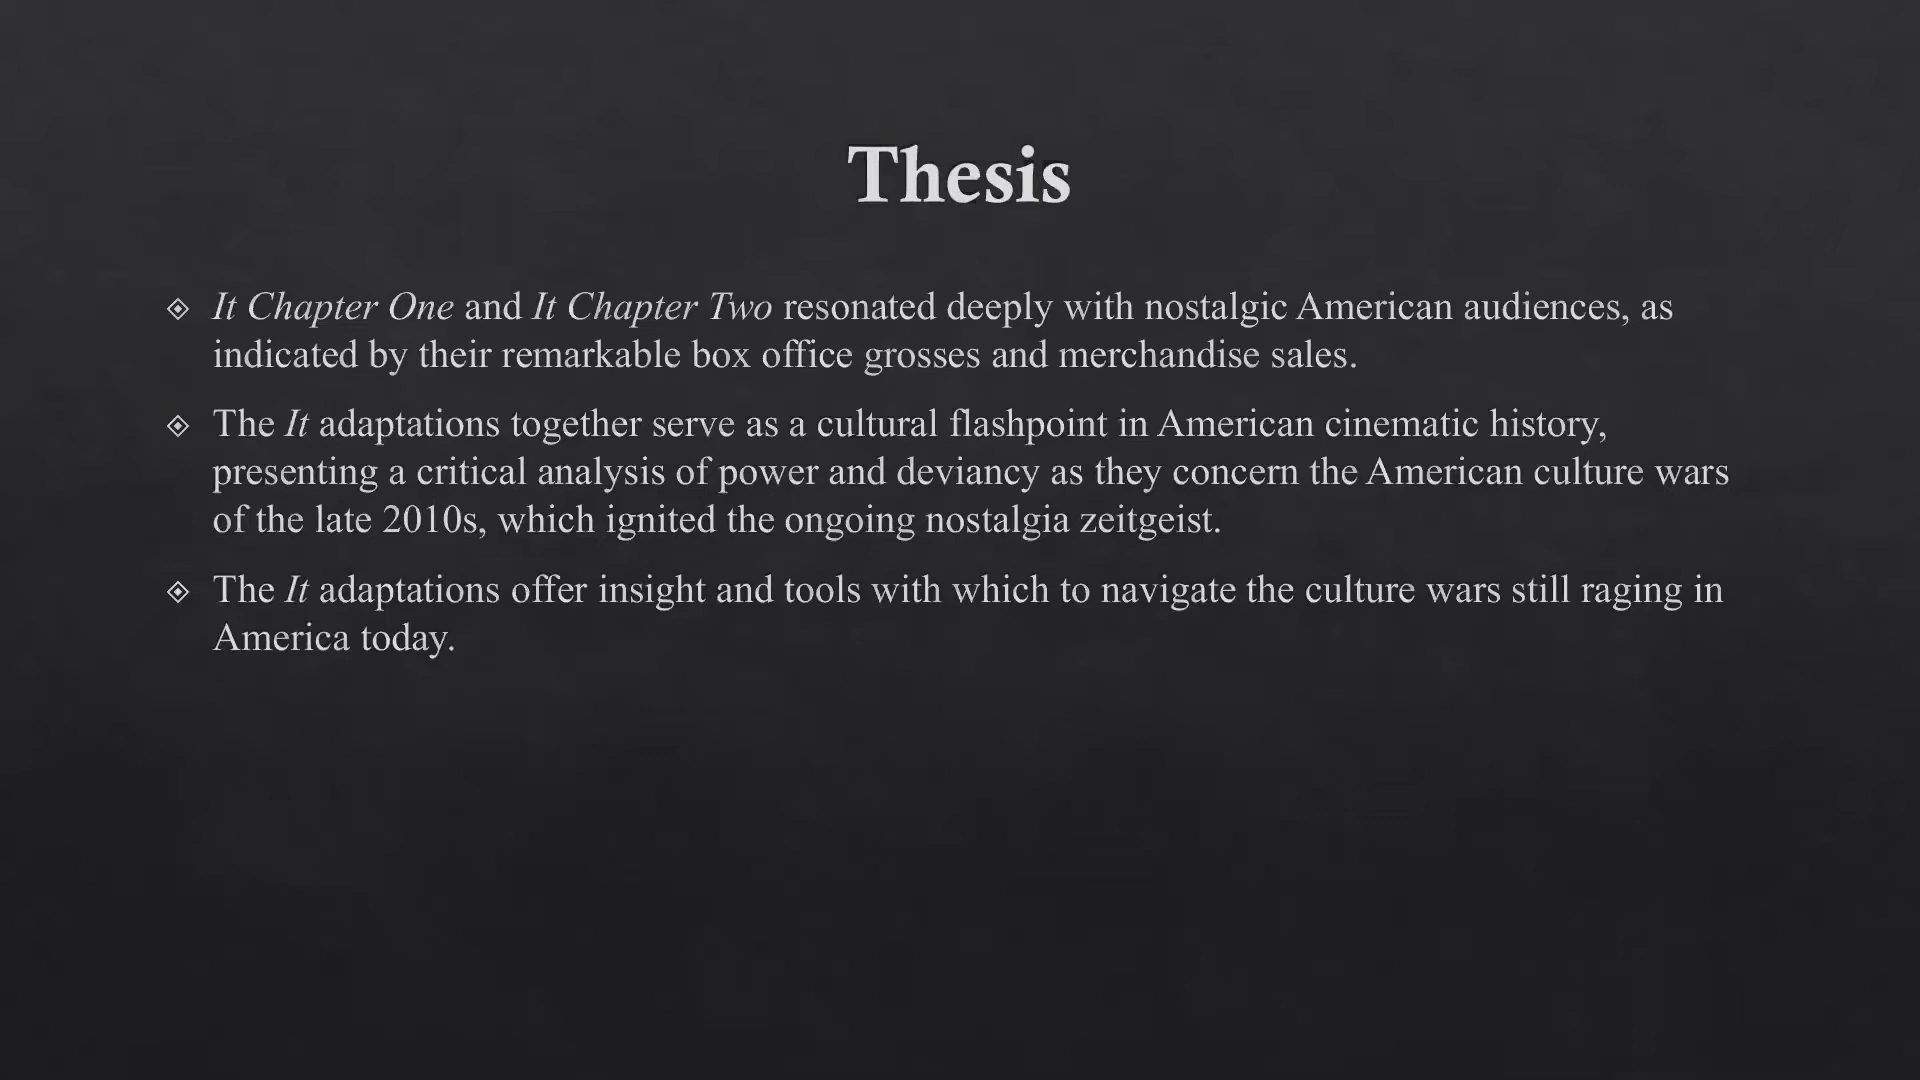 Thesis
It Chapter One and It Chapter Two resonated deeply with nostalgic American audiences, as
indicated by their remarkable box office grosses and merchandise sales.
The It adaptations together serve as a cultural flashpoint in American cinematic history,
presenting a critical analysis of power and deviancy as they concern the American culture wars
of the late 2010s, which ignited the ongoing nostalgia zeitgeist.
The It adaptations offer insight and tools with which to navigate the culture wars still raging in
America today.